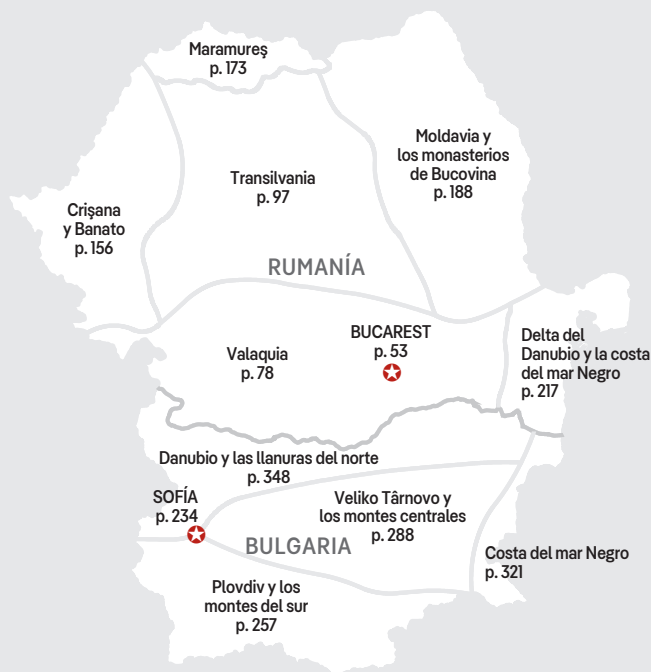 Maramureş
p. 173
Moldavia y
los monasterios
de Bucovina
p. 188
Transilvania
p. 97
Crişana
y Banato
p. 156
RUMANÍA
BUCAREST
p. 53
Delta del
Danubio y la costa
del mar Negro
p. 217
Valaquia
p. 78
Danubio y las llanuras del norte
p. 348
SOFÍA
p. 234
Veliko Târnovo y
los montes centrales
p. 288
BULGARIA
Costa del mar Negro
p. 321
Plovdiv y los
montes del sur
p. 257